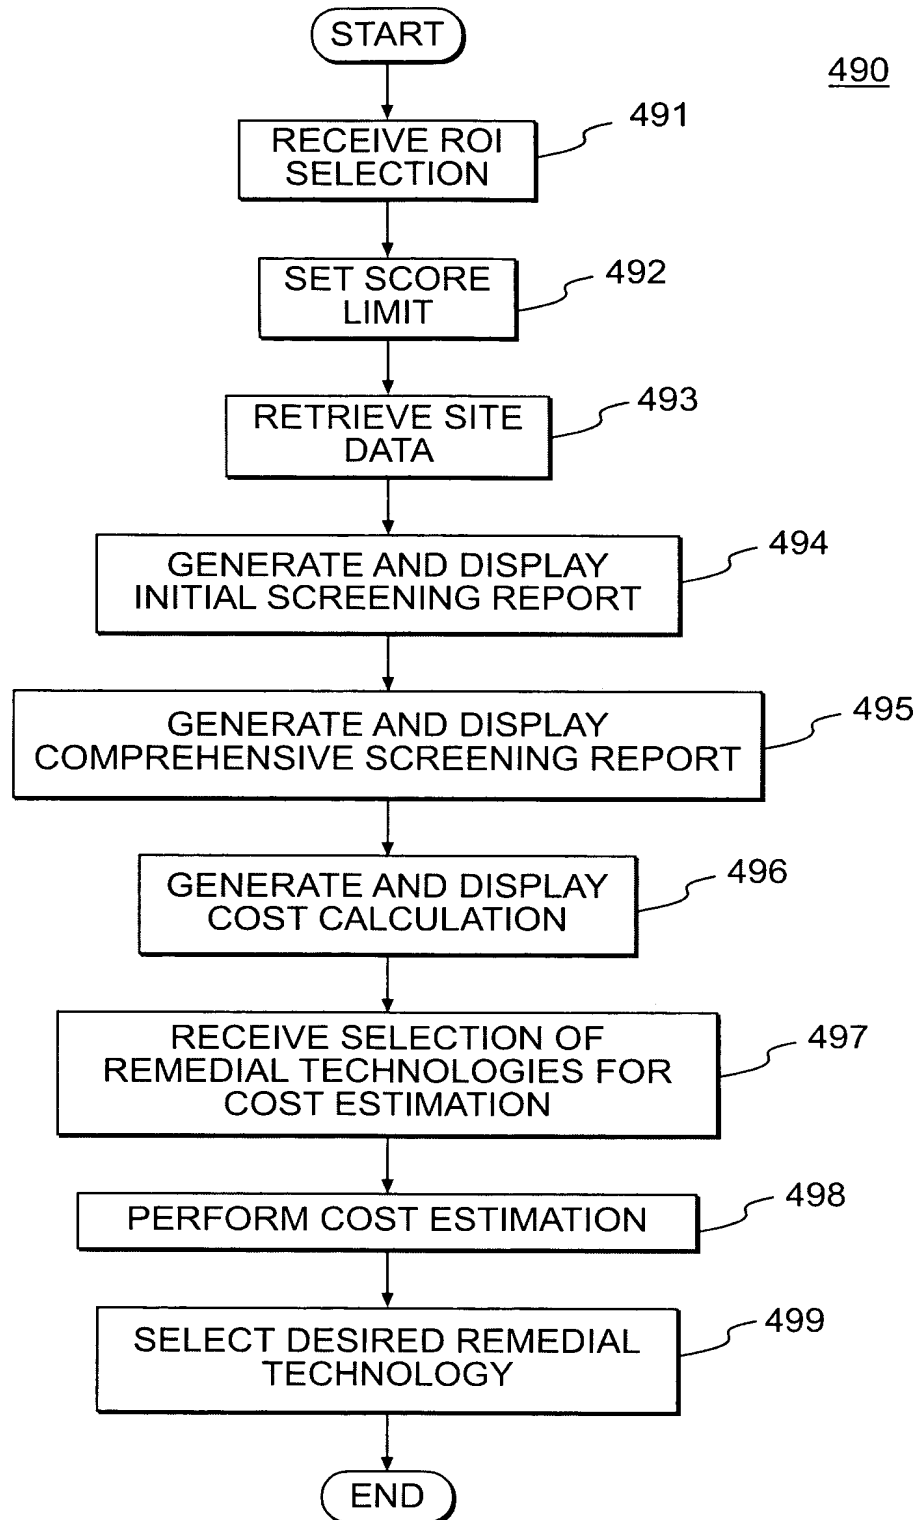 START
490
RECEIVE ROI
SELECTION
491
SET SCORE
LIMIT
492
RETRIEVE SITE
DATA
493
GENERATE AND DISPLAY
INITIAL SCREENING REPORT
494
GENERATE AND DISPLAY
COMPREHENSIVE SCREENING REPORT
495
GENERATE AND DISPLAY
COST CALCULATION
496
RECEIVE SELECTION OF
REMEDIAL TECHNOLOGIES FOR
COST ESTIMATION
497
PERFORM COST ESTIMATION
498
SELECT DESIRED REMEDIAL
TECHNOLOGY
499
END